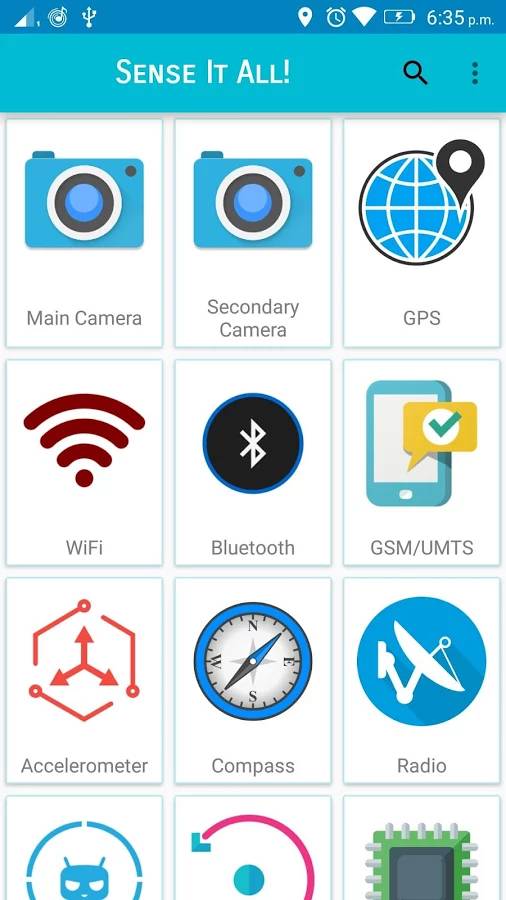 6:35 p.m.
Sense It All!
Main Camera
Secondary
Camera
GPS
WiFi
Bluetooth
GSM/UMTS
N
W
E
S
Accelerometer
Compass
Radio